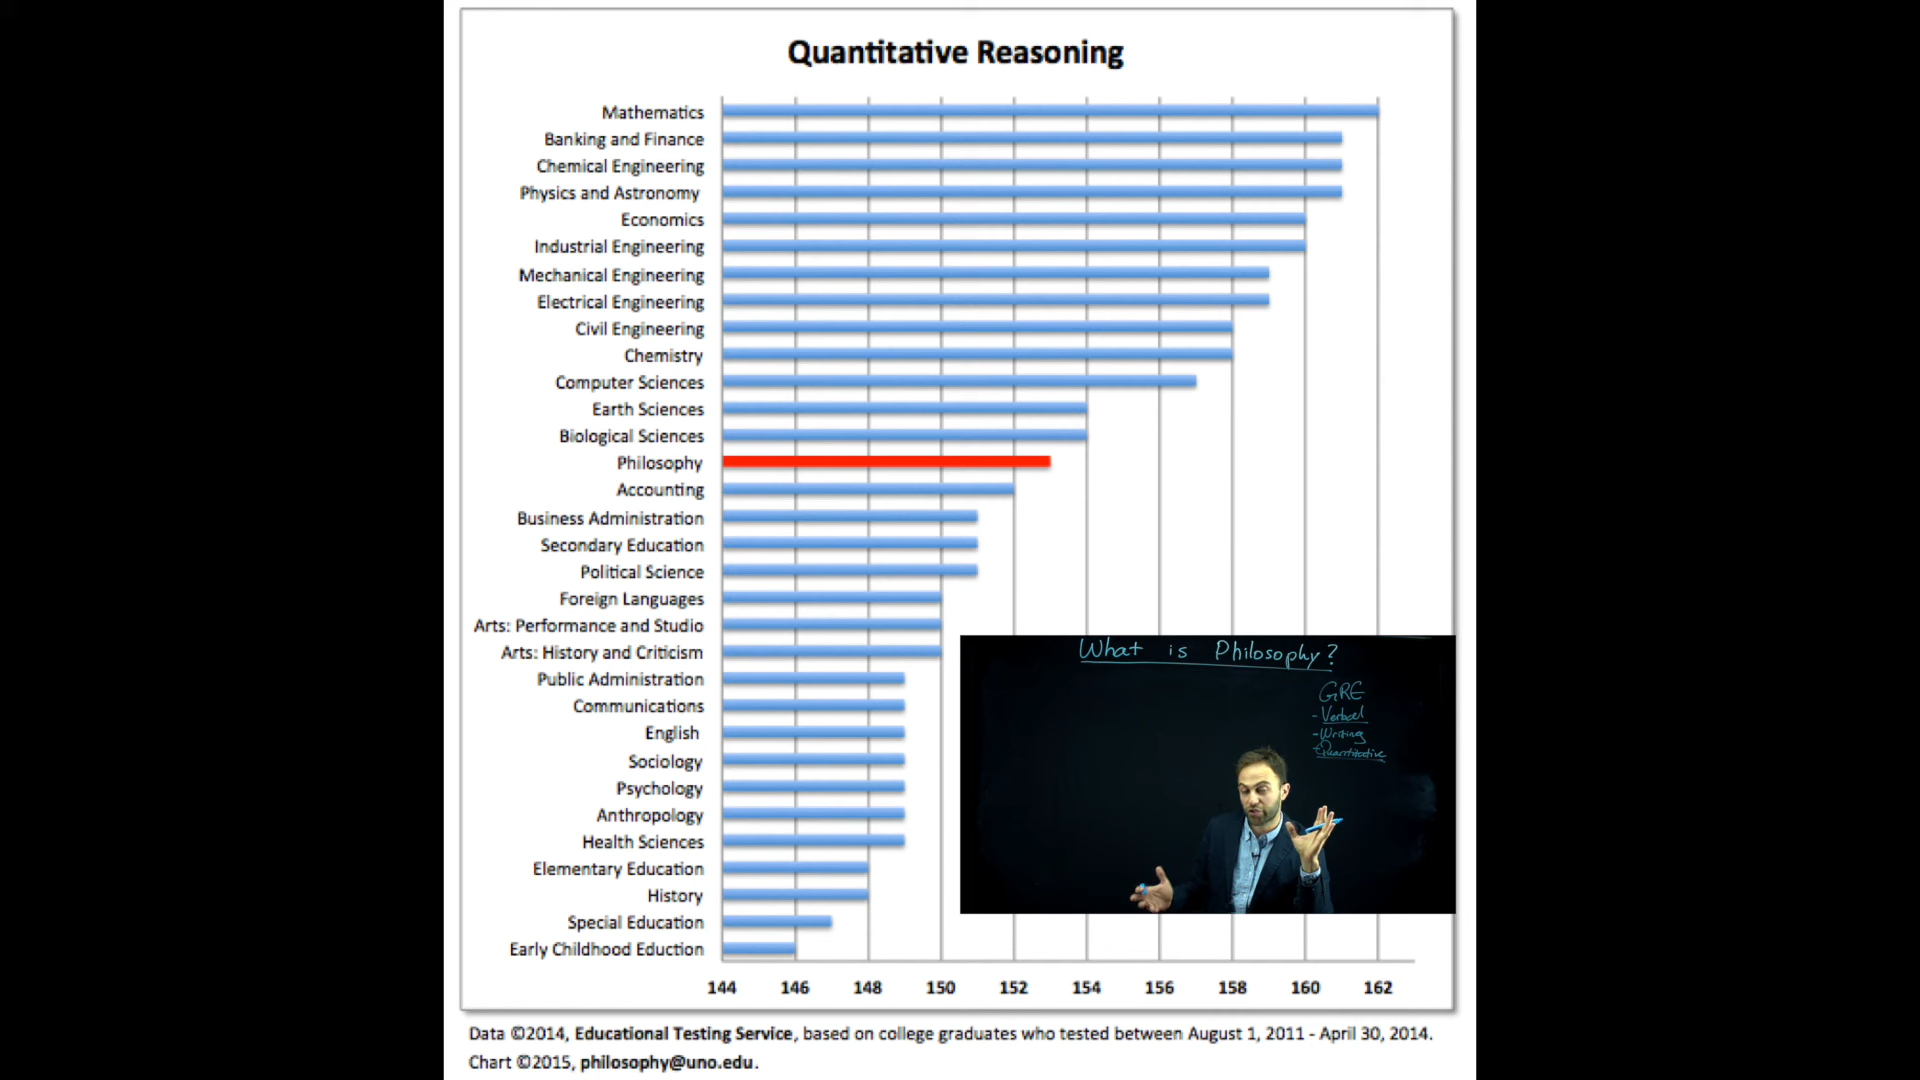 Quantitative Reasoning
Mathematics
Banking and Finance
Chemical Engineering
Physics and Astronomy
Economics
Industrial Engineering
Mechanical Engineering
Electrical Engineering
Civil Engineering
Chemistry
Computer Sciences
Earth Sciences
Biological Sciences
Philosophy
Accounting
Business Administration
Secondary Education
Political Science
Foreign Languages
Arts: Performance and Studio
Arts: History and Criticism
Public Administration
Communications
English
Sociology
Psychology
Anthropology
Health Sciences
Elementary Education
History
Special Education
Early Childhood Eduction
144 146 148 150 152 154 156 158 160 162
What is Philosophy?
GRE
- Verbal
- Writing
- Quantitative
Data ©2014, Educational Testing Service, based on college graduates who tested between August 1, 2011 - April 30, 2014.
Chart ©2015, philosophy@uno.edu.